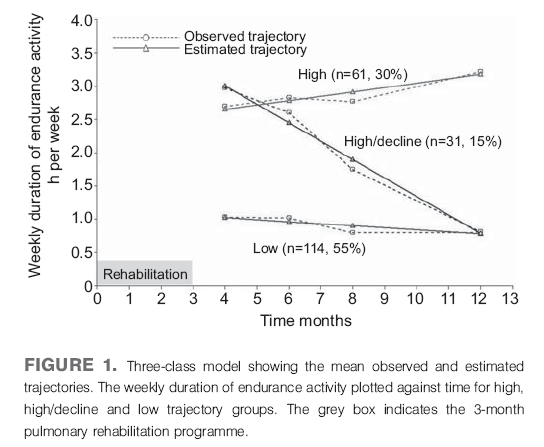 4.0
3.5
3.0
2.5
2.0
1.5
1.0
0.5
0
Weekly duration of endurance activity
h per week
Observed trajectory
Estimated trajectory
High (n=61, 30%)
High/decline (n=31, 15%)
Low (n=114, 55%)
Rehabilitation
0 1 2 3 4 5 6 7 8 9 10 11 12 13
Time months
FIGURE 1. Three-class model showing the mean observed and estimated
trajectories. The weekly duration of endurance activity plotted against time for high,
high/decline and low trajectory groups. The grey box indicates the 3-month
pulmonary rehabilitation programme.